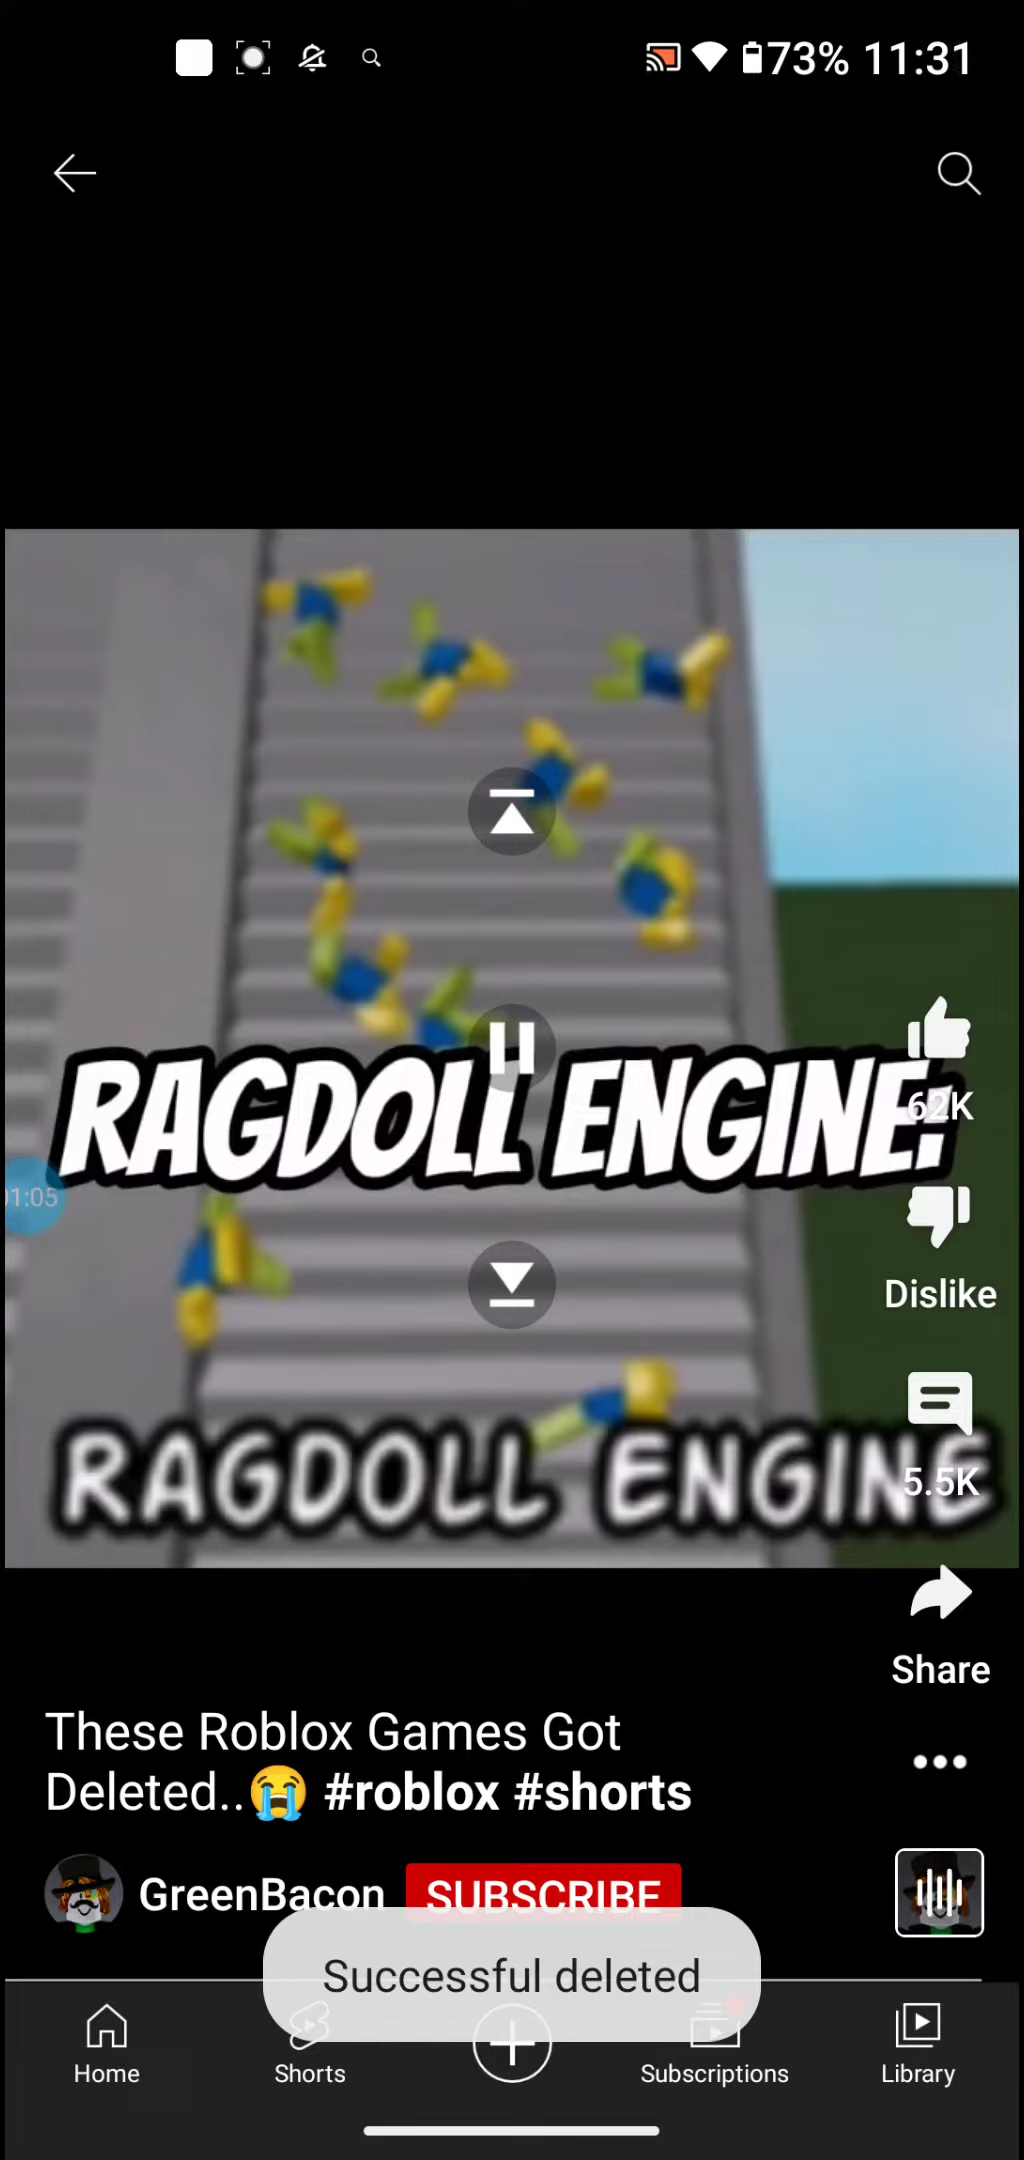 73% 11:31
RAGDOLL ENGINE.
62K
1:05
Dislike
RAGDOLL ENGINE
5.5K
Share
These Roblox Games Got
Deleted..😭 #roblox #shorts
GreenBacon SUBSCRIBE
Successful deleted
Home Shorts Subscriptions Library